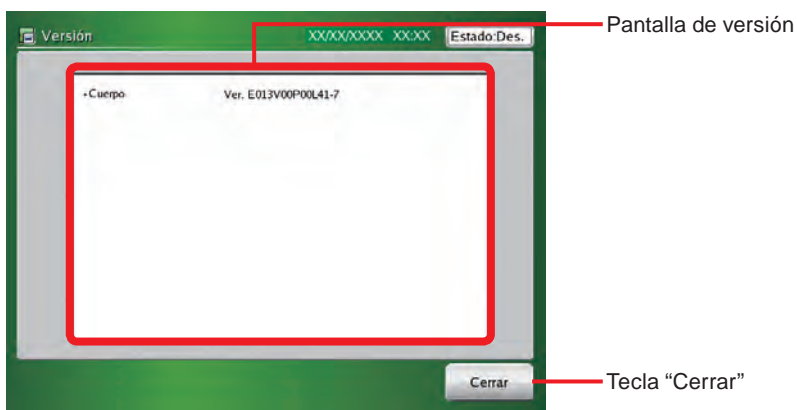 Versión XX/XX/XXXX XX:XX Estado:Des.
Pantalla de versión
•Cuerpo Ver. E013V00P00L41-7
Cerrar
Tecla “Cerrar”